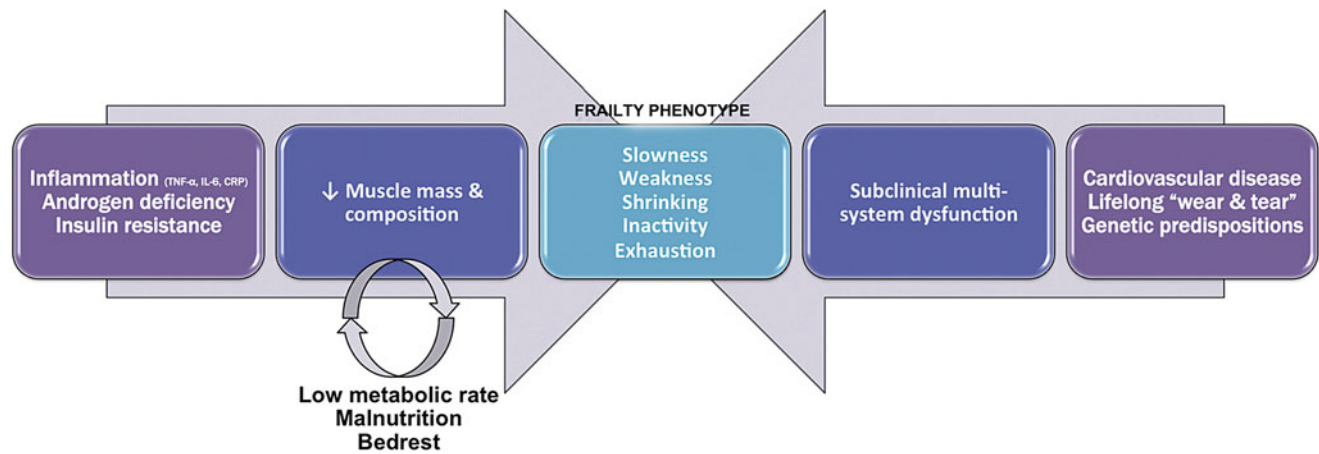 FRAILTY PHENOTYPE
Inflammation (TNF-α, IL-6, CRP)
Androgen deficiency
Insulin resistance
↓ Muscle mass &
composition
Slowness
Weakness
Shrinking
Inactivity
Exhaustion
Subclinical multi-
system dysfunction
Cardiovascular disease
Lifelong “wear & tear”
Genetic predispositions
Low metabolic rate
Malnutrition
Bedrest